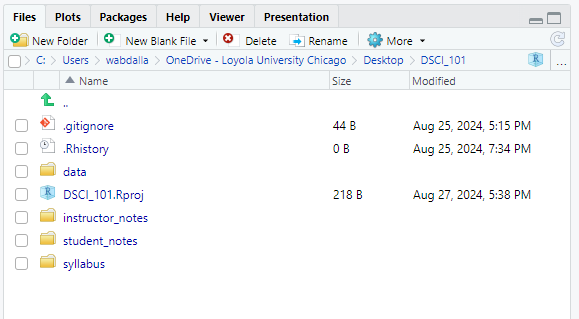 Files Plots Packages Help Viewer Presentation
New Folder New Blank File Delete Rename More
C: Users wabdalla OneDrive - Loyola University Chicago Desktop DSCI_101 ...
Name Size Modified
..
.gitignore 44 B Aug 25, 2024, 5:15 PM
.Rhistory 0 B Aug 25, 2024, 7:34 PM
data
DSCI_101.Rproj 218 B Aug 27, 2024, 5:38 PM
instructor_notes
student_notes
syllabus